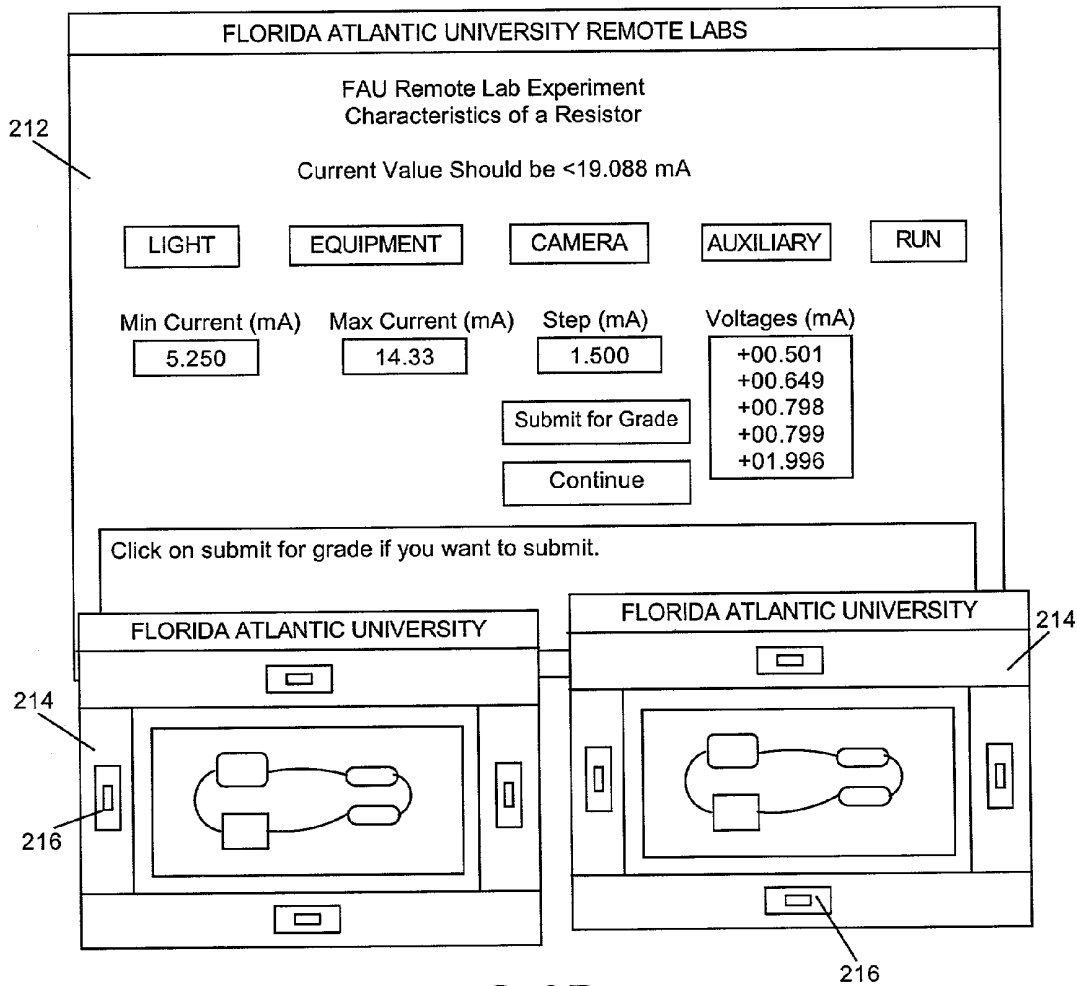 FLORIDA ATLANTIC UNIVERSITY REMOTE LABS
FAU Remote Lab Experiment
Characteristics of a Resistor
212
Current Value Should be <19.088 mA
LIGHT EQUIPMENT CAMERA AUXILIARY RUN
Min Current (mA) Max Current (mA) Step (mA) Voltages (mA)
5.250 14.33 1.500
+00.501
+00.649
+00.798
+00.799
+01.996
Submit for Grade
Continue
Click on submit for grade if you want to submit.
FLORIDA ATLANTIC UNIVERSITY
214
216
FLORIDA ATLANTIC UNIVERSITY
214
216